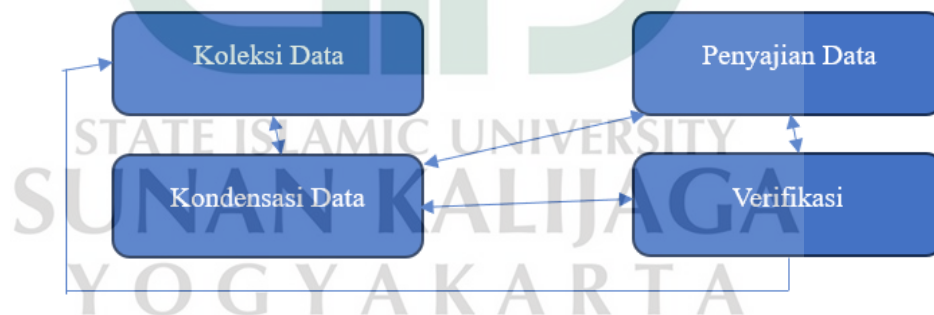 Koleksi Data
Penyajian Data
STATE ISLAMIC UNIVERSITY
Kondensasi Data
Verifikasi
SUNAN KALIJAGA
YOGYAKARTA